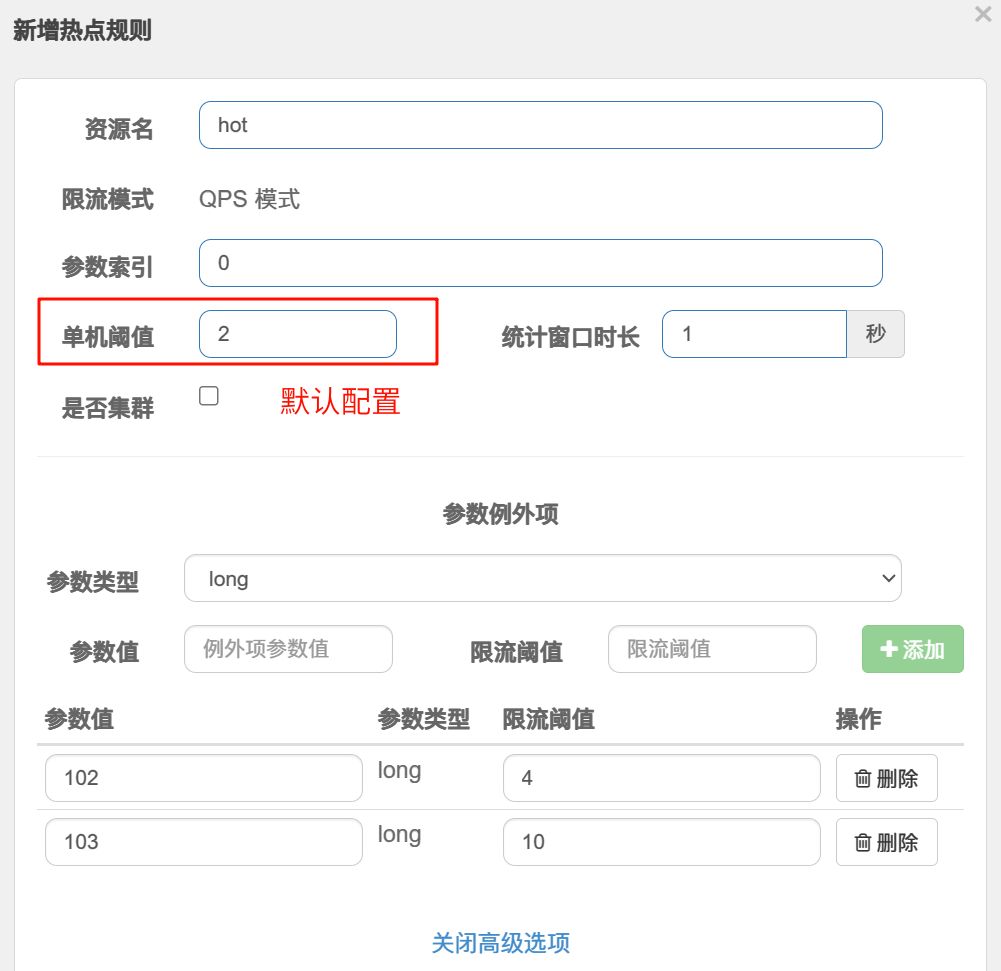 新增热点规则
资源名 hot
限流模式 QPS 模式
参数索引 0
单机阈值 2 统计窗口时长 1 秒
是否集群 默认配置
参数例外项
参数类型 long
参数值 例外项参数值 限流阈值 限流阈值 添加
参数值 参数类型 限流阈值 操作
102 long 4 删除
103 long 10 删除
关闭高级选项